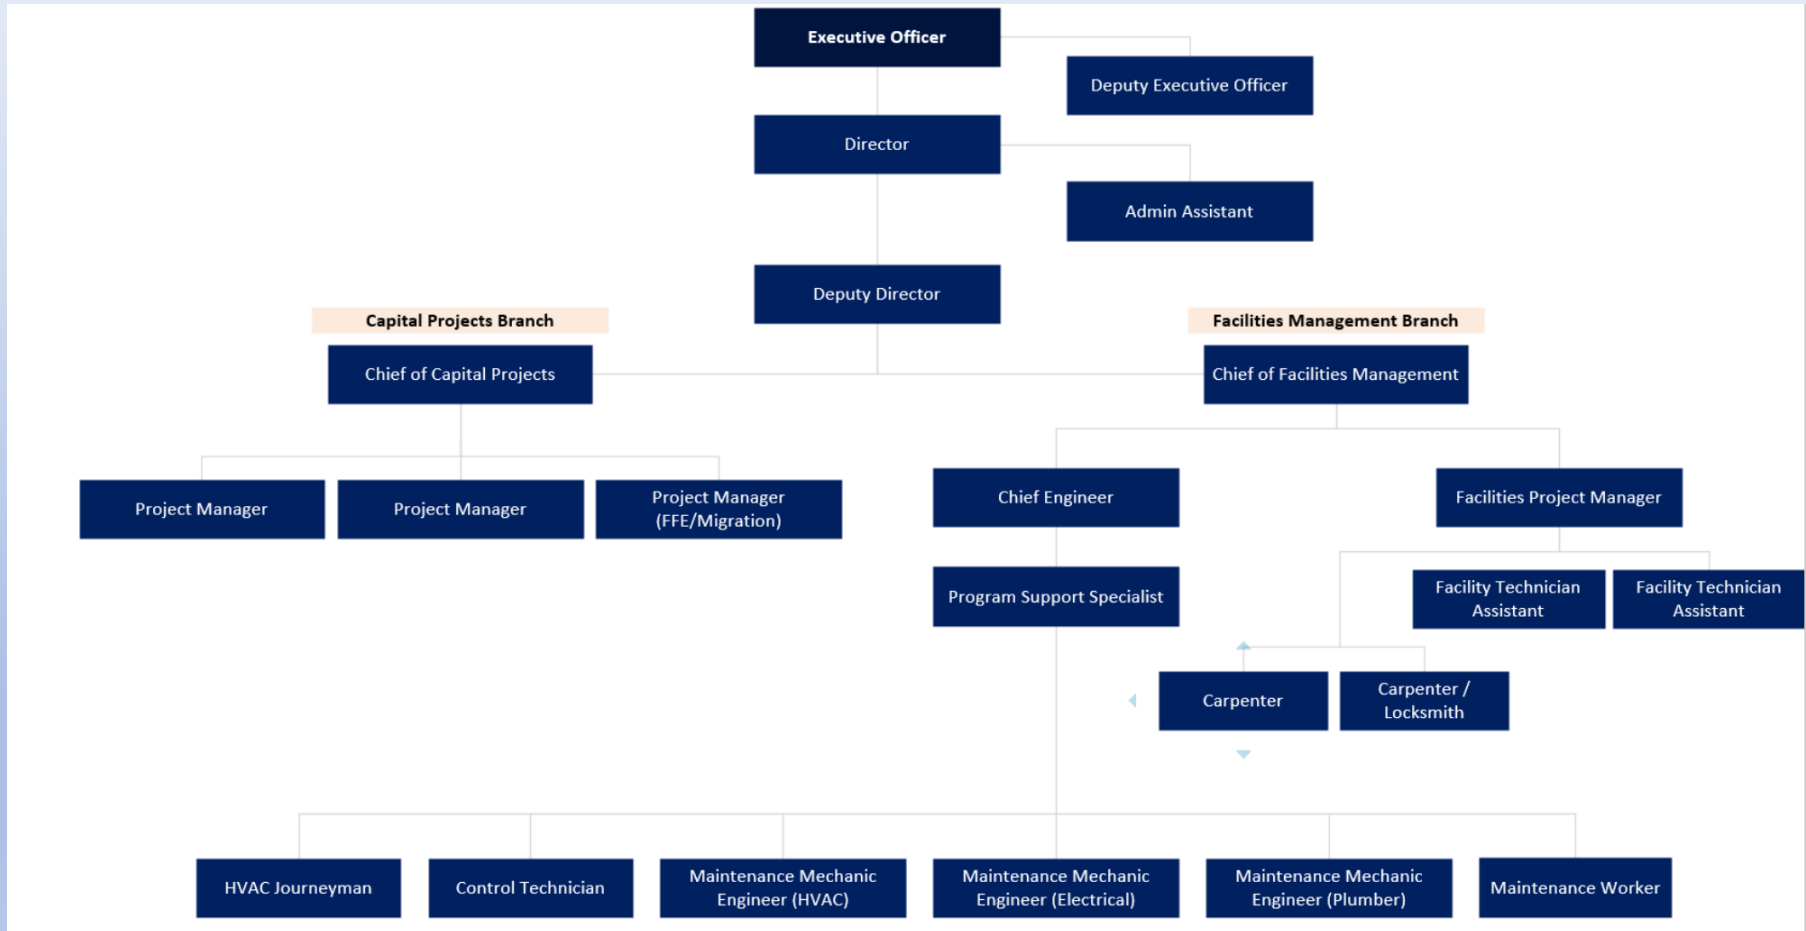 Executive Officer
Deputy Executive Officer
Director
Admin Assistant
Deputy Director
Capital Projects Branch
Facilities Management Branch
Chief of Capital Projects
Chief of Facilities Management
Project Manager
Project Manager
Project Manager
(FFE/Migration)
Chief Engineer
Facilities Project Manager
Program Support Specialist
Facility Technician
Assistant
Facility Technician
Assistant
Carpenter
Carpenter /
Locksmith
HVAC Journeyman
Control Technician
Maintenance Mechanic
Engineer (HVAC)
Maintenance Mechanic
Engineer (Electrical)
Maintenance Mechanic
Engineer (Plumber)
Maintenance Worker